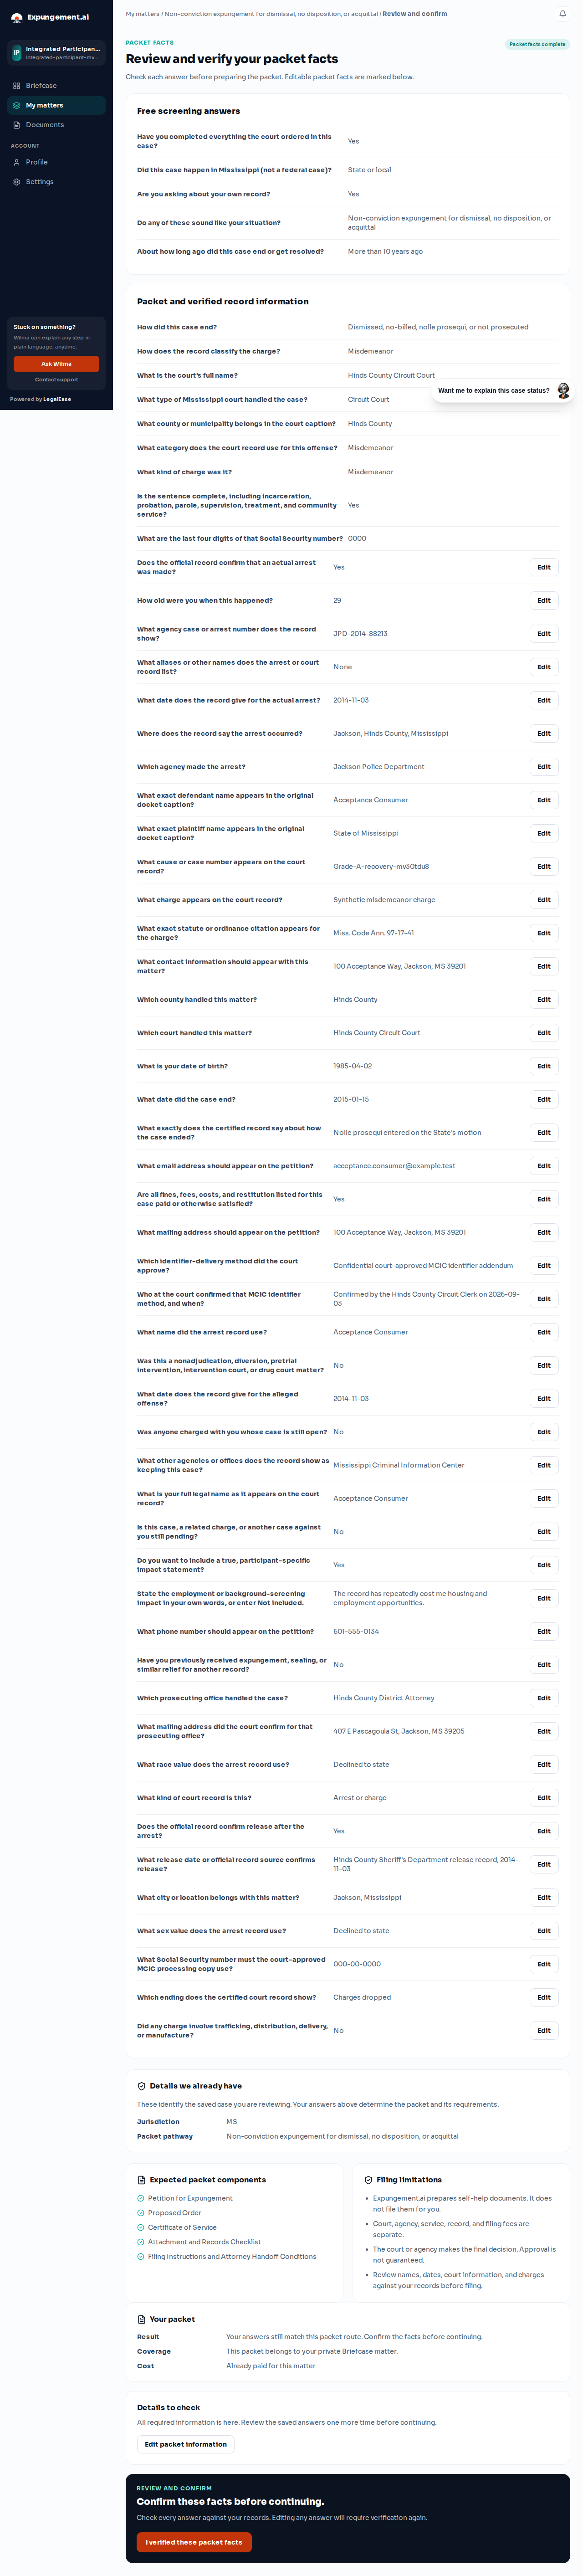 Expungement.ai
IP
Integrated Participan...
integrated-participant-mv...
Briefcase
My matters
Documents
ACCOUNT
Profile
Settings
Stuck on something?
Wilma can explain any step in
plain language, anytime.
Ask Wilma
Contact support
Powered by LegalEase
My matters / Non-conviction expungement for dismissal, no disposition, or acquittal / Review and confirm
PACKET FACTS
Packet facts complete
Review and verify your packet facts
Check each answer before preparing the packet. Editable packet facts are marked below.
Free screening answers
Have you completed everything the court ordered in this
case?
Yes
Did this case happen in Mississippi (not a federal case)?
State or local
Are you asking about your own record?
Yes
Do any of these sound like your situation?
Non-conviction expungement for dismissal, no disposition, or
acquittal
About how long ago did this case end or get resolved?
More than 10 years ago
Packet and verified record information
How did this case end?
Dismissed, no-billed, nolle prosequi, or not prosecuted
How does the record classify the charge?
Misdemeanor
What is the court's full name?
Hinds County Circuit Court
Want me to explain this case status?
What type of Mississippi court handled the case?
Circuit Court
What county or municipality belongs in the court caption?
Hinds County
What category does the court record use for this offense?
Misdemeanor
What kind of charge was it?
Misdemeanor
Is the sentence complete, including incarceration,
probation, parole, supervision, treatment, and community
service?
Yes
What are the last four digits of that Social Security number?
0000
Does the official record confirm that an actual arrest
was made?
Yes
Edit
How old were you when this happened?
29
Edit
What agency case or arrest number does the record
show?
JPD-2014-88213
Edit
What aliases or other names does the arrest or court
record list?
None
Edit
What date does the record give for the actual arrest?
2014-11-03
Edit
Where does the record say the arrest occurred?
Jackson, Hinds County, Mississippi
Edit
Which agency made the arrest?
Jackson Police Department
Edit
What exact defendant name appears in the original
docket caption?
Acceptance Consumer
Edit
What exact plaintiff name appears in the original
docket caption?
State of Mississippi
Edit
What cause or case number appears on the court
record?
Grade-A-recovery-mv30tdu8
Edit
What charge appears on the court record?
Synthetic misdemeanor charge
Edit
What exact statute or ordinance citation appears for
the charge?
Miss. Code Ann. 97-17-41
Edit
What contact information should appear with this
matter?
100 Acceptance Way, Jackson, MS 39201
Edit
Which county handled this matter?
Hinds County
Edit
Which court handled this matter?
Hinds County Circuit Court
Edit
What is your date of birth?
1985-04-02
Edit
What date did the case end?
2015-01-15
Edit
What exactly does the certified record say about how
the case ended?
Nolle prosequi entered on the State's motion
Edit
What email address should appear on the petition?
acceptance.consumer@example.test
Edit
Are all fines, fees, costs, and restitution listed for this
case paid or otherwise satisfied?
Yes
Edit
What mailing address should appear on the petition?
100 Acceptance Way, Jackson, MS 39201
Edit
Which identifier-delivery method did the court
approve?
Confidential court-approved MCIC identifier addendum
Edit
Who at the court confirmed that MCIC identifier
method, and when?
Confirmed by the Hinds County Circuit Clerk on 2026-09-
03
Edit
What name did the arrest record use?
Acceptance Consumer
Edit
Was this a nonadjudication, diversion, pretrial
intervention, intervention court, or drug court matter?
No
Edit
What date does the record give for the alleged
offense?
2014-11-03
Edit
Was anyone charged with you whose case is still open?
No
Edit
What other agencies or offices does the record show as
keeping this case?
Mississippi Criminal Information Center
Edit
What is your full legal name as it appears on the court
record?
Acceptance Consumer
Edit
Is this case, a related charge, or another case against
you still pending?
No
Edit
Do you want to include a true, participant-specific
impact statement?
Yes
Edit
State the employment or background-screening
impact in your own words, or enter Not included.
The record has repeatedly cost me housing and
employment opportunities.
Edit
What phone number should appear on the petition?
601-555-0134
Edit
Have you previously received expungement, sealing, or
similar relief for another record?
No
Edit
Which prosecuting office handled the case?
Hinds County District Attorney
Edit
What mailing address did the court confirm for that
prosecuting office?
407 E Pascagoula St, Jackson, MS 39205
Edit
What race value does the arrest record use?
Declined to state
Edit
What kind of court record is this?
Arrest or charge
Edit
Does the official record confirm release after the
arrest?
Yes
Edit
What release date or official record source confirms
release?
Hinds County Sheriff's Department release record, 2014-
11-03
Edit
What city or location belongs with this matter?
Jackson, Mississippi
Edit
What sex value does the arrest record use?
Declined to state
Edit
What Social Security number must the court-approved
MCIC processing copy use?
000-00-0000
Edit
Which ending does the certified court record show?
Charges dropped
Edit
Did any charge involve trafficking, distribution, delivery,
or manufacture?
No
Edit
Details we already have
These identify the saved case you are reviewing. Your answers above determine the packet and its requirements.
Jurisdiction
MS
Packet pathway
Non-conviction expungement for dismissal, no disposition, or acquittal
Expected packet components
Petition for Expungement
Proposed Order
Certificate of Service
Attachment and Records Checklist
Filing Instructions and Attorney Handoff Conditions
Filing limitations
Expungement.ai prepares self-help documents. It does
not file them for you.
Court, agency, service, record, and filing fees are
separate.
The court or agency makes the final decision. Approval is
not guaranteed.
Review names, dates, court information, and charges
against your records before filing.
Your packet
Result
Your answers still match this packet route. Confirm the facts before continuing.
Coverage
This packet belongs to your private Briefcase matter.
Cost
Already paid for this matter
Details to check
All required information is here. Review the saved answers one more time before continuing.
Edit packet information
REVIEW AND CONFIRM
Confirm these facts before continuing.
Check every answer against your records. Editing any answer will require verification again.
I verified these packet facts